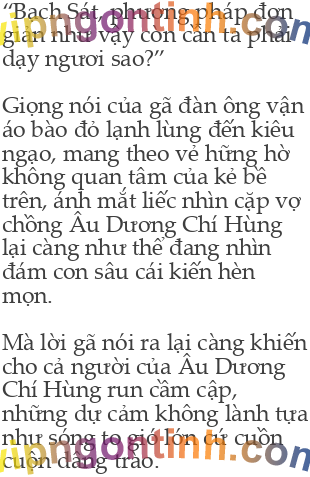 “Bạch Sát, phương pháp đơn
giản như vậy còn cần ta phải
dạy ngươi sao?”
Giọng nói của gã đàn ông vận
áo bào đỏ lạnh lùng đến kiêu
ngạo, mang theo vẻ hững hờ
không quan tâm của kẻ bề
trên, ánh mắt liếc nhìn cặp vợ
chồng Âu Dương Chí Hùng
lại càng như thể đang nhìn
đám con sâu cái kiến hèn
mọn.
Mà lời gã nói ra lại càng khiến
cho cả người của Âu Dương
Chí Hùng run cầm cập,
những dự cảm không lành tựa
như sóng to gió lớn cứ cuồn
cuộn dâng trào.
vipngontinh.com
vipngontinh.com